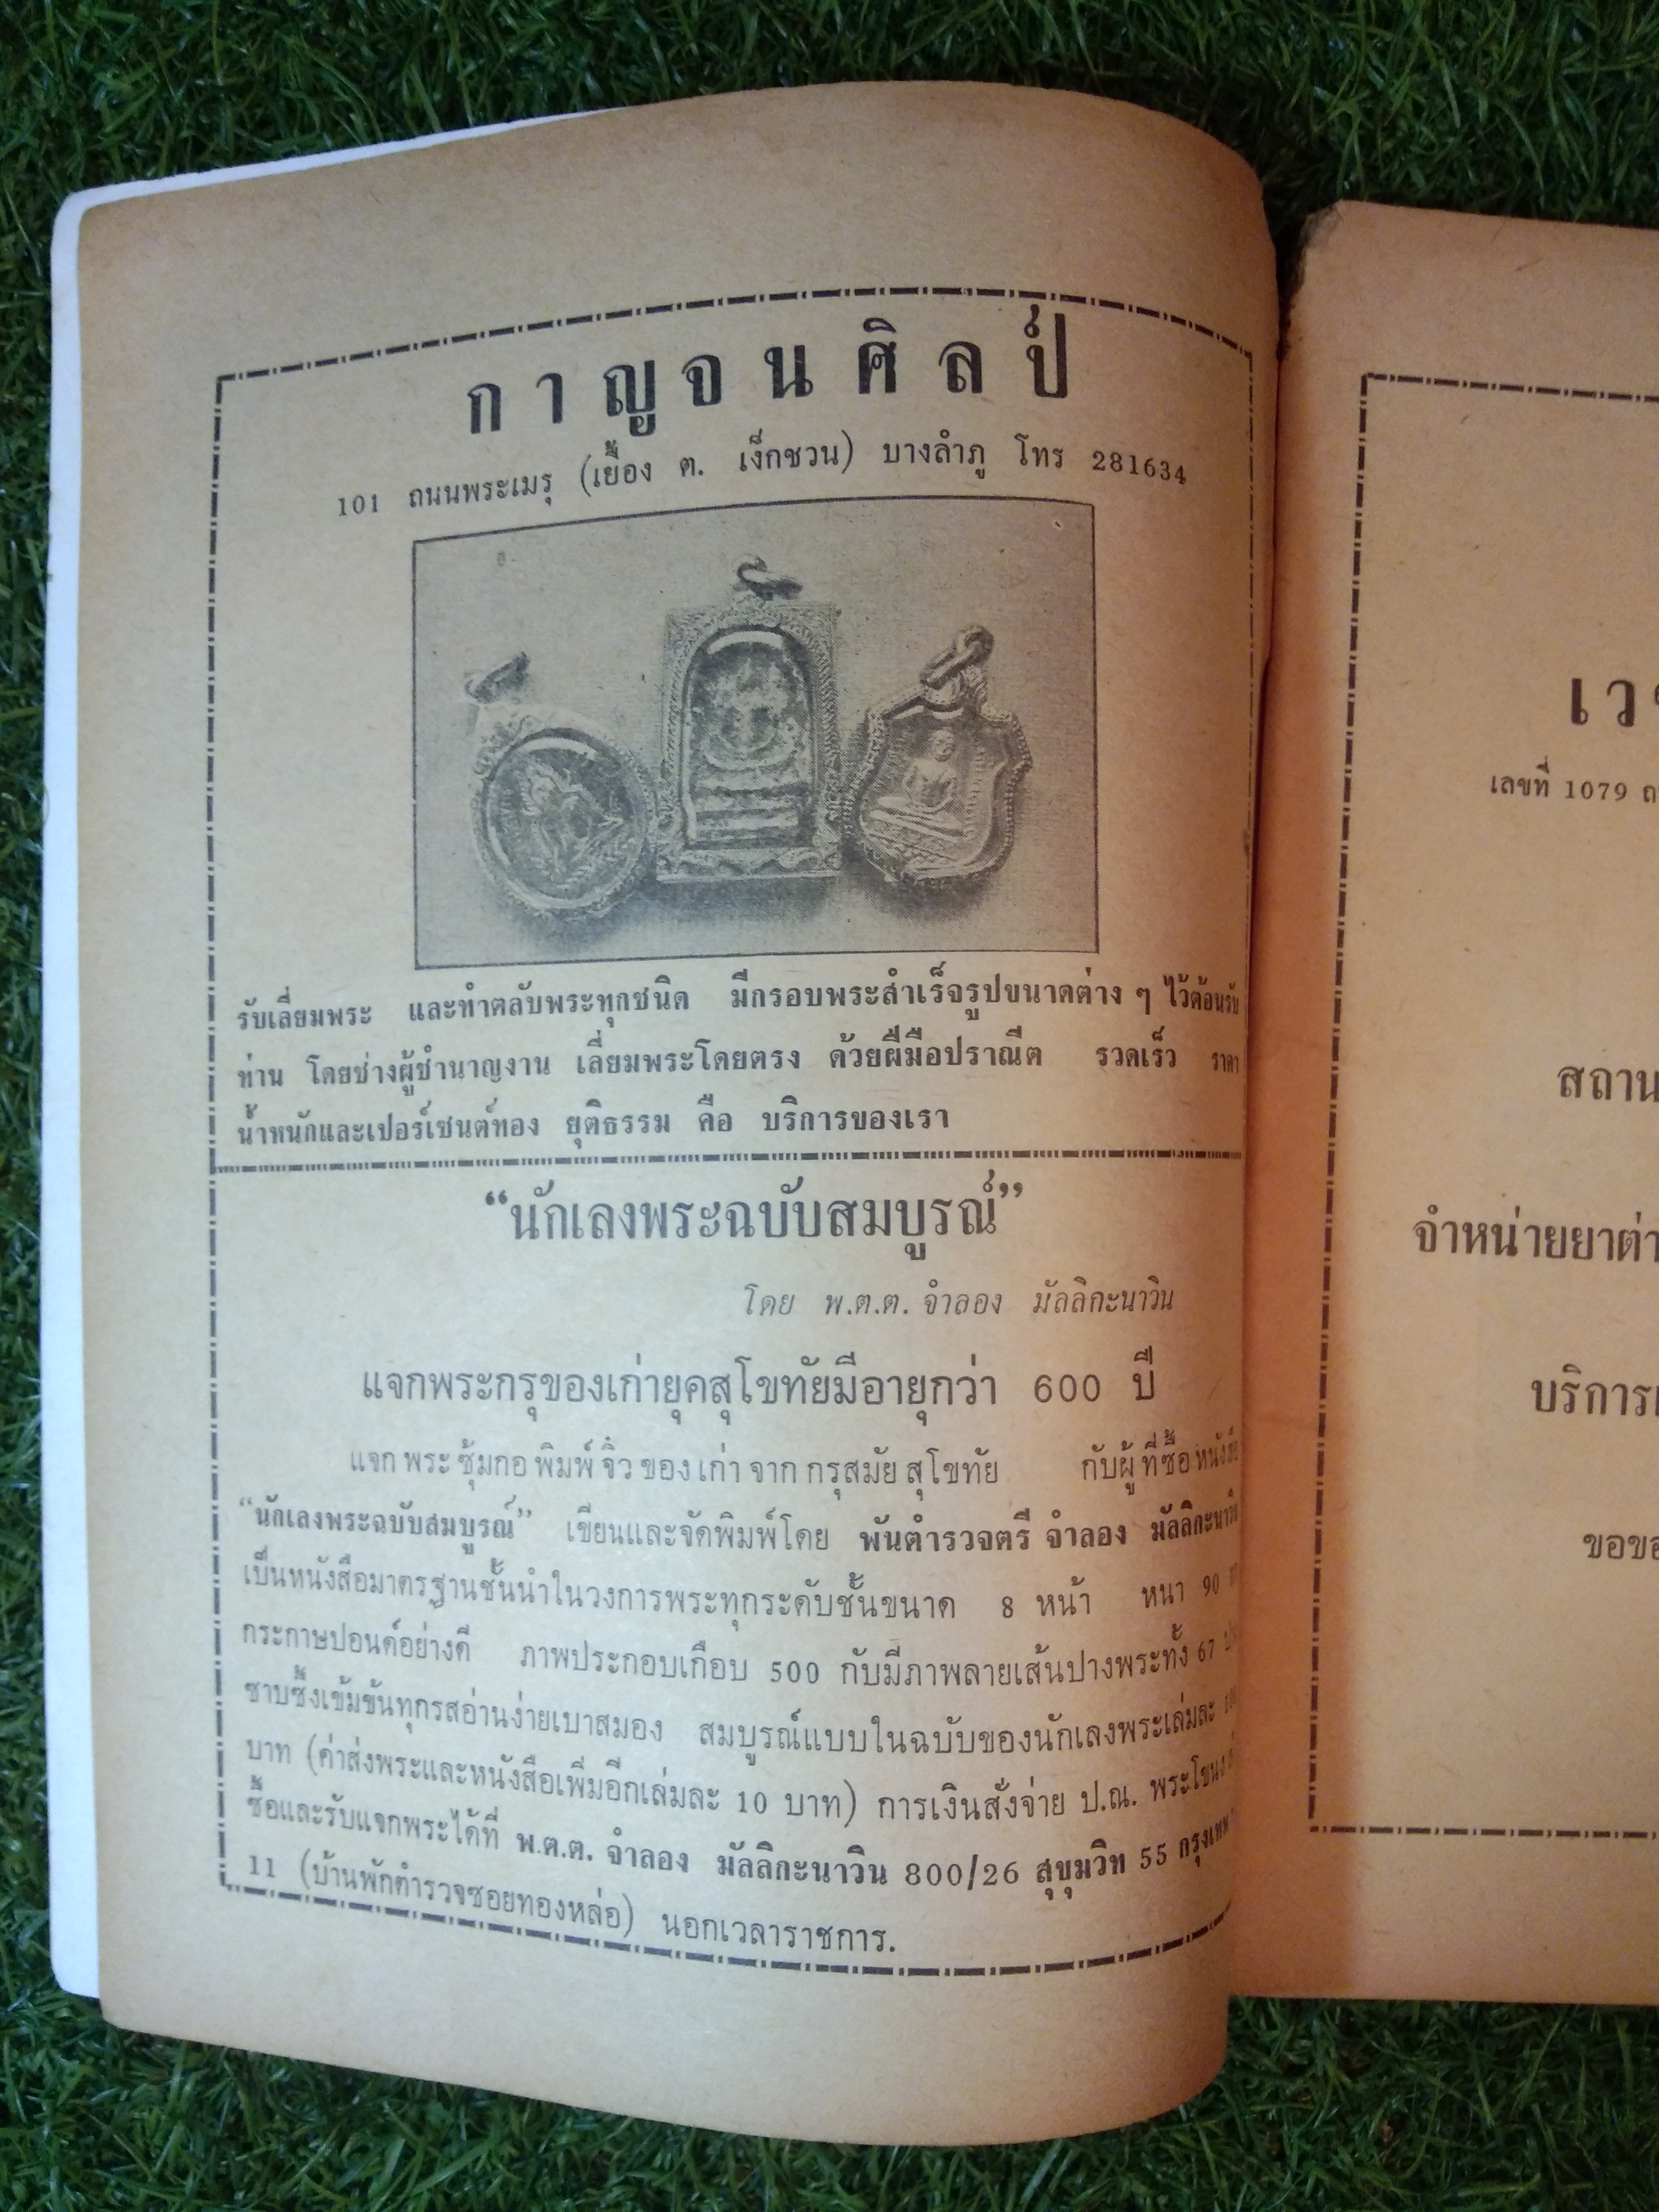 กาญจนศิลป์
101 ถนนพระเมรุ (เยื้อง ต. เง็กชวน) บางลำภู โทร 281634
รับเลี่ยมพระ และทำตลับพระทุกชนิด มีกรอบพระสำเร็จรูปขนาดต่าง ๆ ไว้ต้อนรับ
ท่าน โดยช่างผู้ชำนาญงาน เลี่ยมพระโดยตรง ด้วยฝีมือปราณีต รวดเร็ว ราคา
น้ำหนักและเปอร์เซนต์ทอง ยุติธรรม คือ บริการของเรา
“นักเลงพระฉบับสมบูรณ์”
โดย พ.ต.ต. จำลอง มัลลิกะนาวิน
แจกพระกรุของเก่ายุคสุโขทัยมีอายุกว่า 600 ปี
แจกพระซุ้มกอพิมพ์จิ๋วของเก่าจากกรุสมัยสุโขทัย กับผู้ที่ซื้อหนังสือ
“นักเลงพระฉบับสมบูรณ์” เขียนและจัดพิมพ์โดย พันตำรวจตรี จำลอง มัลลิกะนาวิน
เป็นหนังสือมาตรฐานชั้นนำในวงการพระทุกระดับชั้นขนาด 8 หน้า หนา 90
กระดาษปอนด์อย่างดี ภาพประกอบเกือบ 500 กับมีภาพลายเส้นปางพระทั้ง 67
ซาบซึ้งเข้มข้นทุกรสอ่านง่ายเบาสมอง สมบูรณ์แบบในฉบับของนักเลงพระเล่มละ
บาท (ค่าส่งพระและหนังสือเพิ่มอีกเล่มละ 10 บาท) การเงินสั่งจ่าย ป.ณ. พระโขนง
ซื้อและรับแจกพระได้ที่ พ.ต.ต. จำลอง มัลลิกะนาวิน 800/26 สุขุมวิท 55 กรุงเทพ
11 (บ้านพักตำรวจซอยทองหล่อ) นอกเวลาราชการ.
เลขที่ 1079
สถาน
จำหน่ายยาต่า
บริการ